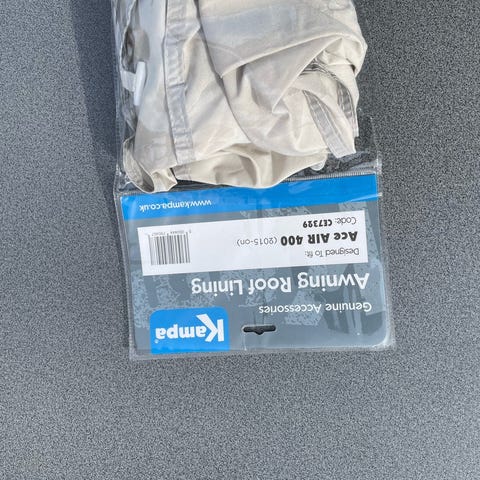 Kampa
Genuine Accessories
Awning Roof Lining
Designed To fit:
Ace AIR 400 (2015-on)
Code: CE7329
www.kampa.co.uk